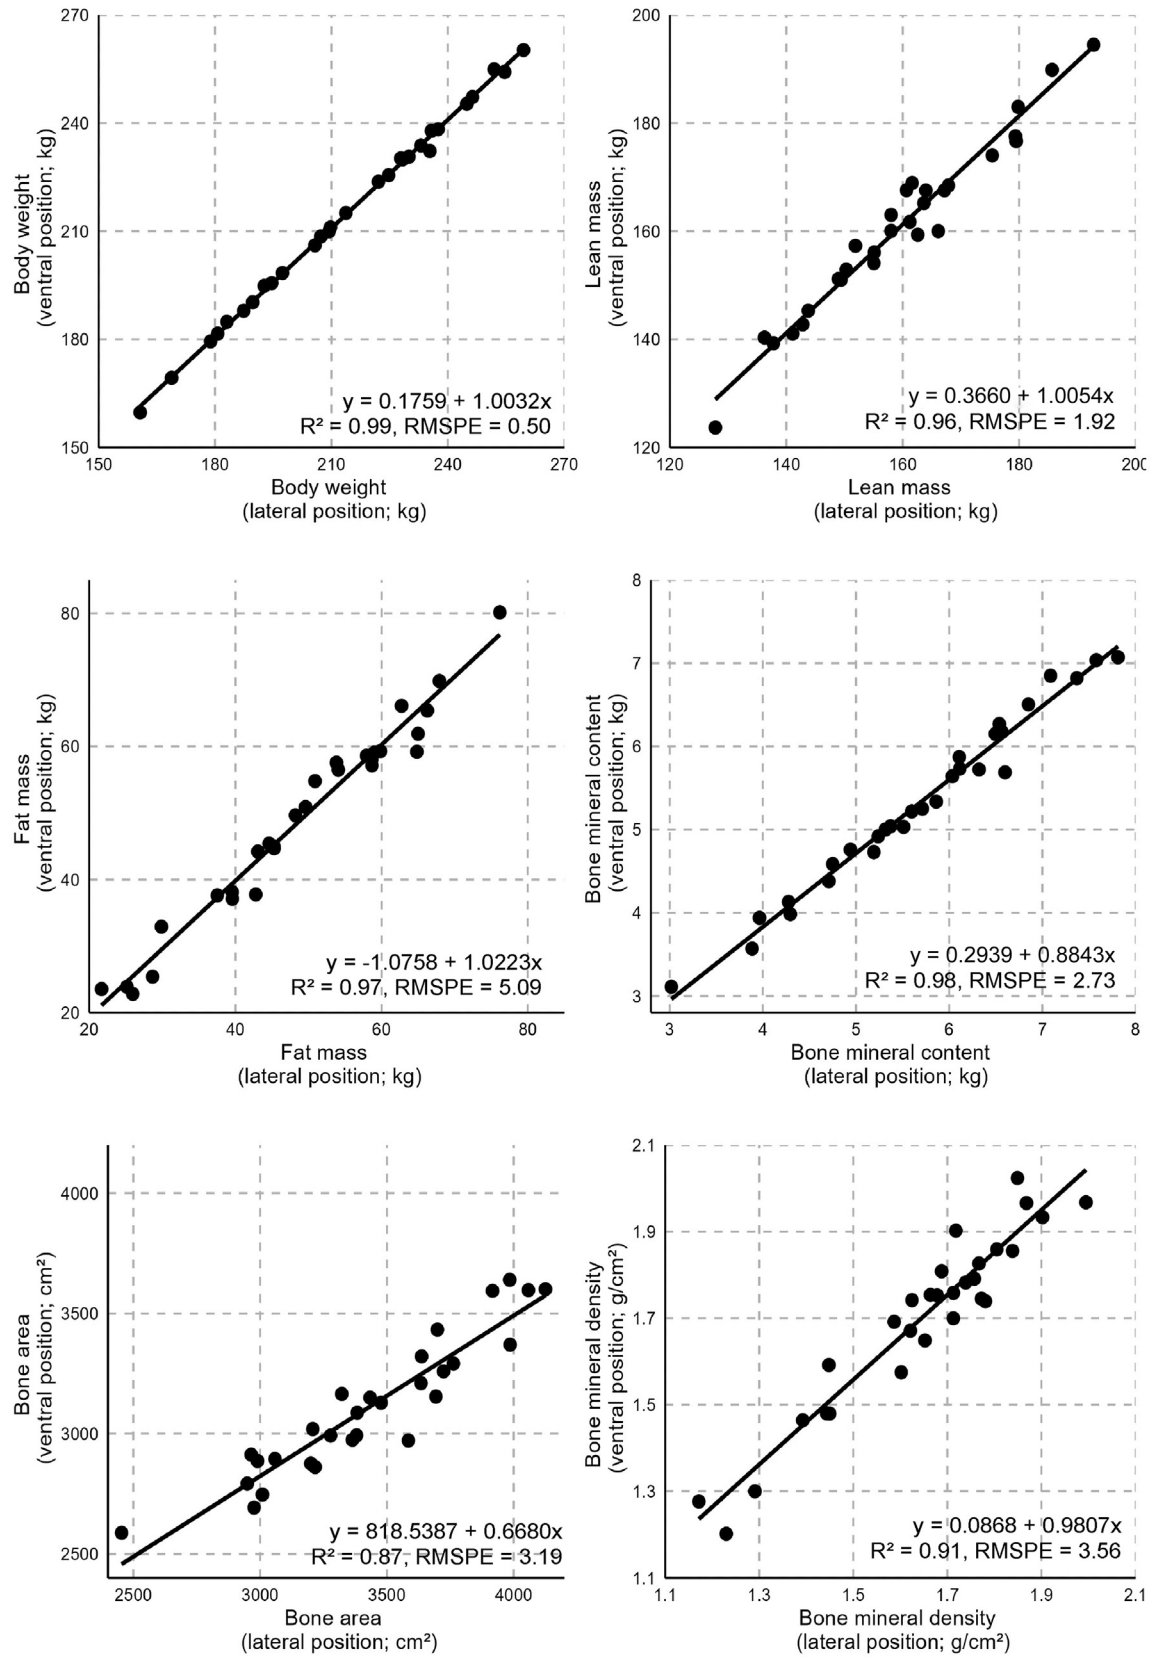 270
240
210
180
150
Body weight
(ventral position; kg)
y = 0.1759 + 1.0032x
R² = 0.99, RMSPE = 0.50
150 180 210 240 270
Body weight
(lateral position; kg)
200
180
160
140
120
Lean mass
(ventral position; kg)
y = 0.3660 + 1.0054x
R² = 0.96, RMSPE = 1.92
120 140 160 180 200
Lean mass
(lateral position; kg)
80
60
40
20
Fat mass
(ventral position; kg)
y = -1.0758 + 1.0223x
R² = 0.97, RMSPE = 5.09
20 40 60 80
Fat mass
(lateral position; kg)
8
7
6
5
4
3
Bone mineral content
(ventral position; kg)
y = 0.2939 + 0.8843x
R² = 0.98, RMSPE = 2.73
3 4 5 6 7 8
Bone mineral content
(lateral position; kg)
4000
3500
3000
2500
Bone area
(ventral position; cm²)
y = 818.5387 + 0.6680x
R² = 0.87, RMSPE = 3.19
2500 3000 3500 4000
Bone area
(lateral position; cm²)
2.1
1.9
1.7
1.5
1.3
1.1
Bone mineral density
(ventral position; g/cm²)
y = 0.0868 + 0.9807x
R² = 0.91, RMSPE = 3.56
1.1 1.3 1.5 1.7 1.9 2.1
Bone mineral density
(lateral position; g/cm²)